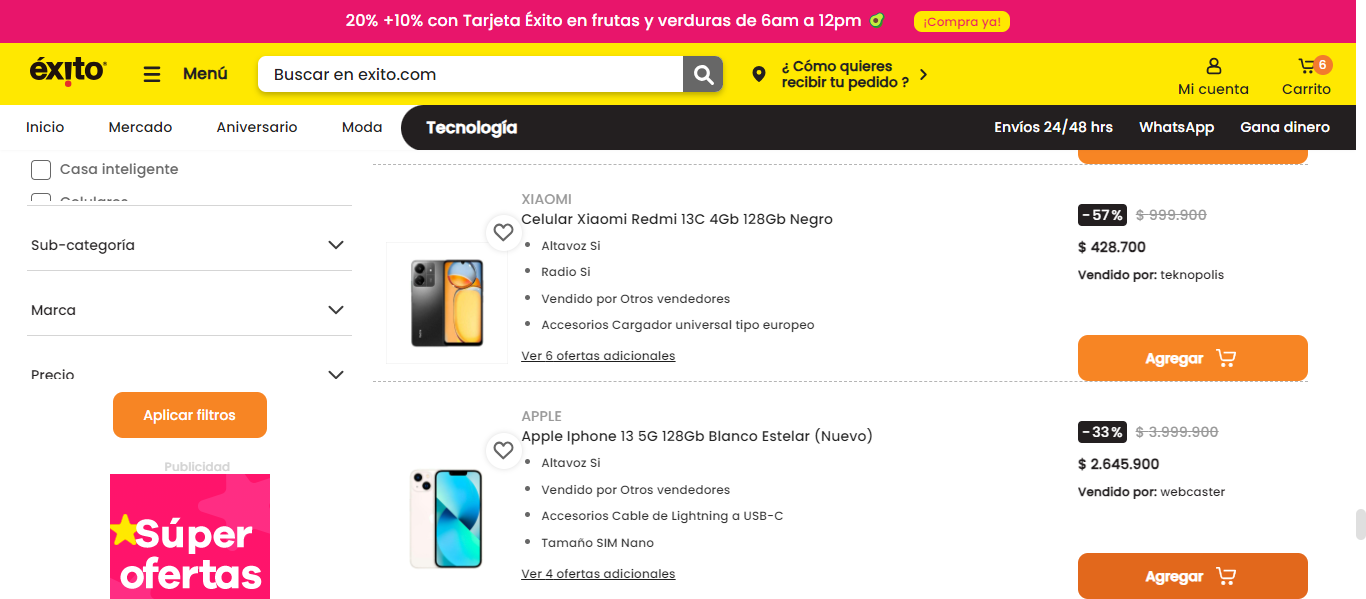 20% +10% con Tarjeta Éxito en frutas y verduras de 6am a 12pm
¡Compra ya!
éxito
Menú
Buscar en exito.com
¿ Cómo quieres
recibir tu pedido ?
Mi cuenta
6
Carrito
Inicio
Mercado
Aniversario
Moda
Tecnología
Envíos 24/48 hrs
WhatsApp
Gana dinero
Casa inteligente
Celulares
Sub-categoría
Marca
Precio
Aplicar filtros
Publicidad
Súper
ofertas
XIAOMI
Celular Xiaomi Redmi 13C 4Gb 128Gb Negro
Altavoz Si
Radio Si
Vendido por Otros vendedores
Accesorios Cargador universal tipo europeo
Ver 6 ofertas adicionales
-57% $ 999.900
$ 428.700
Vendido por: teknopolis
Agregar
APPLE
Apple Iphone 13 5G 128Gb Blanco Estelar (Nuevo)
Altavoz Si
Vendido por Otros vendedores
Accesorios Cable de Lightning a USB-C
Tamaño SIM Nano
Ver 4 ofertas adicionales
-33% $ 3.999.900
$ 2.645.900
Vendido por: webcaster
Agregar